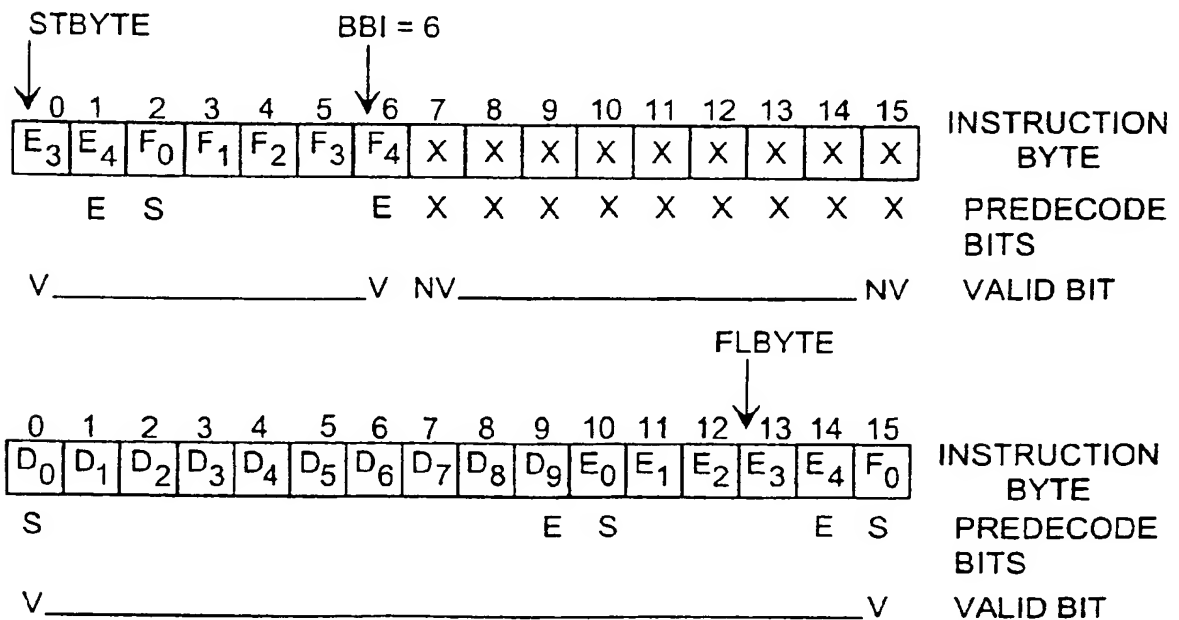 STBYTE BBI = 6
0 1 2 3 4 5 6 7 8 9 10 11 12 13 14 15
E3 E4 F0 F1 F2 F3 F4 X X X X X X X X X INSTRUCTION BYTE
E S E X X X X X X X X X PREDECODE BITS
V V NV NV VALID BIT
FLBYTE
0 1 2 3 4 5 6 7 8 9 10 11 12 13 14 15
D0 D1 D2 D3 D4 D5 D6 D7 D8 D9 E0 E1 E2 E3 E4 F0 INSTRUCTION BYTE
S E S E S PREDECODE BITS
V V VALID BIT